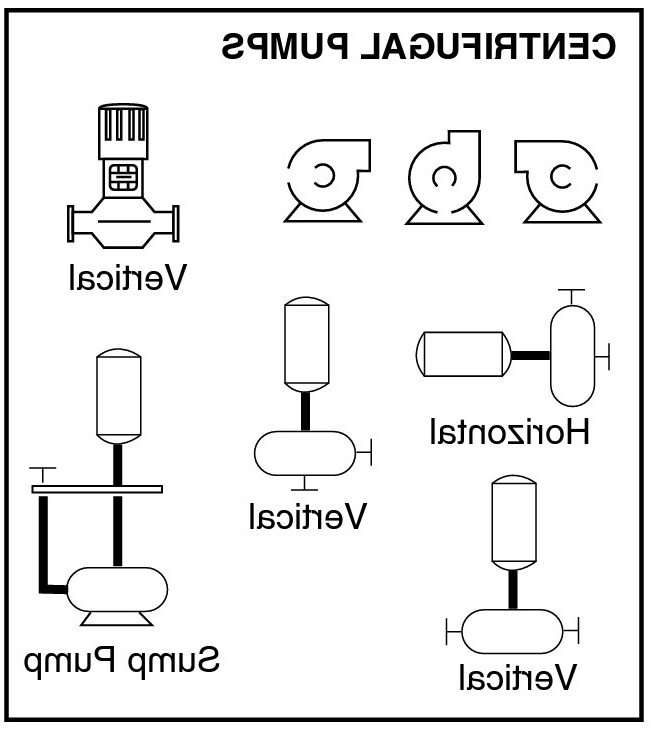 CENTRIFUGAL PUMPS
Vertical
Horizontal
Vertical
Vertical
Sump Pump